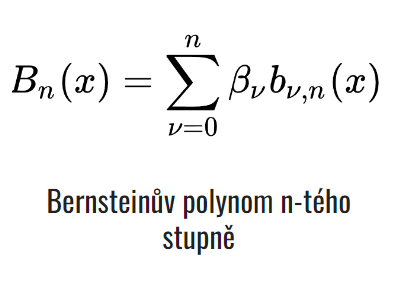 B_n(x) = \sum_{\nu=0}^{n} \beta_\nu b_{\nu,n}(x)
Bernsteinův polynom n-tého
stupně